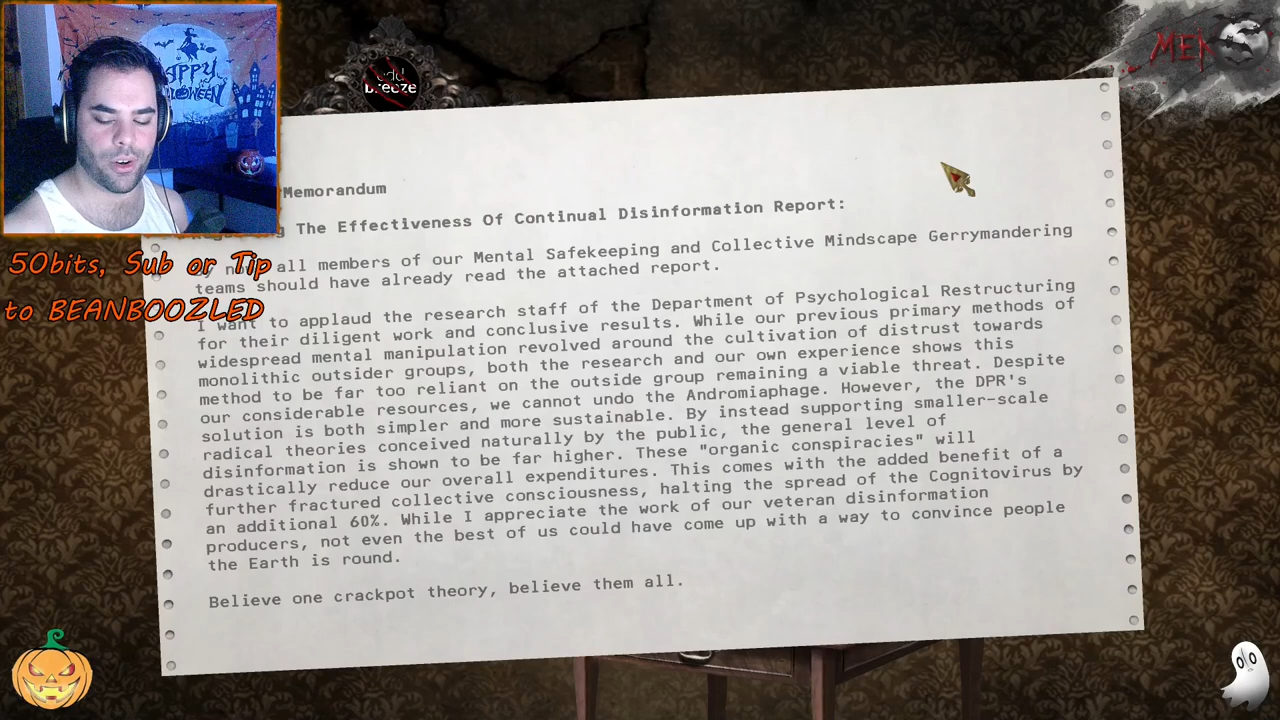 HAPPY
HALLOWEEN
odd
breeze
MEN
Memorandum
The Effectiveness Of Continual Disinformation Report:
all members of our Mental Safekeeping and Collective Mindscape Gerrymandering
teams should have already read the attached report.
50bits, Sub or Tip
to BEANBOOZLED
I want to applaud the research staff of the Department of Psychological Restructuring
for their diligent work and conclusive results. While our previous primary methods of
widespread mental manipulation revolved around the cultivation of distrust towards
monolithic outsider groups, both the research and our own experience shows this
method to be far too reliant on the outside group remaining a viable threat. Despite
our considerable resources, we cannot undo the Andromiaphage. However, the DPR's
solution is both simpler and more sustainable. By instead supporting smaller-scale
radical theories conceived naturally by the public, the general level of
disinformation is shown to be far higher. These "organic conspiracies" will
drastically reduce our overall expenditures. This comes with the added benefit of a
further fractured collective consciousness, halting the spread of the Cognitovirus by
an additional 60%. While I appreciate the work of our veteran disinformation
producers, not even the best of us could have come up with a way to convince people
the Earth is round.
Believe one crackpot theory, believe them all.